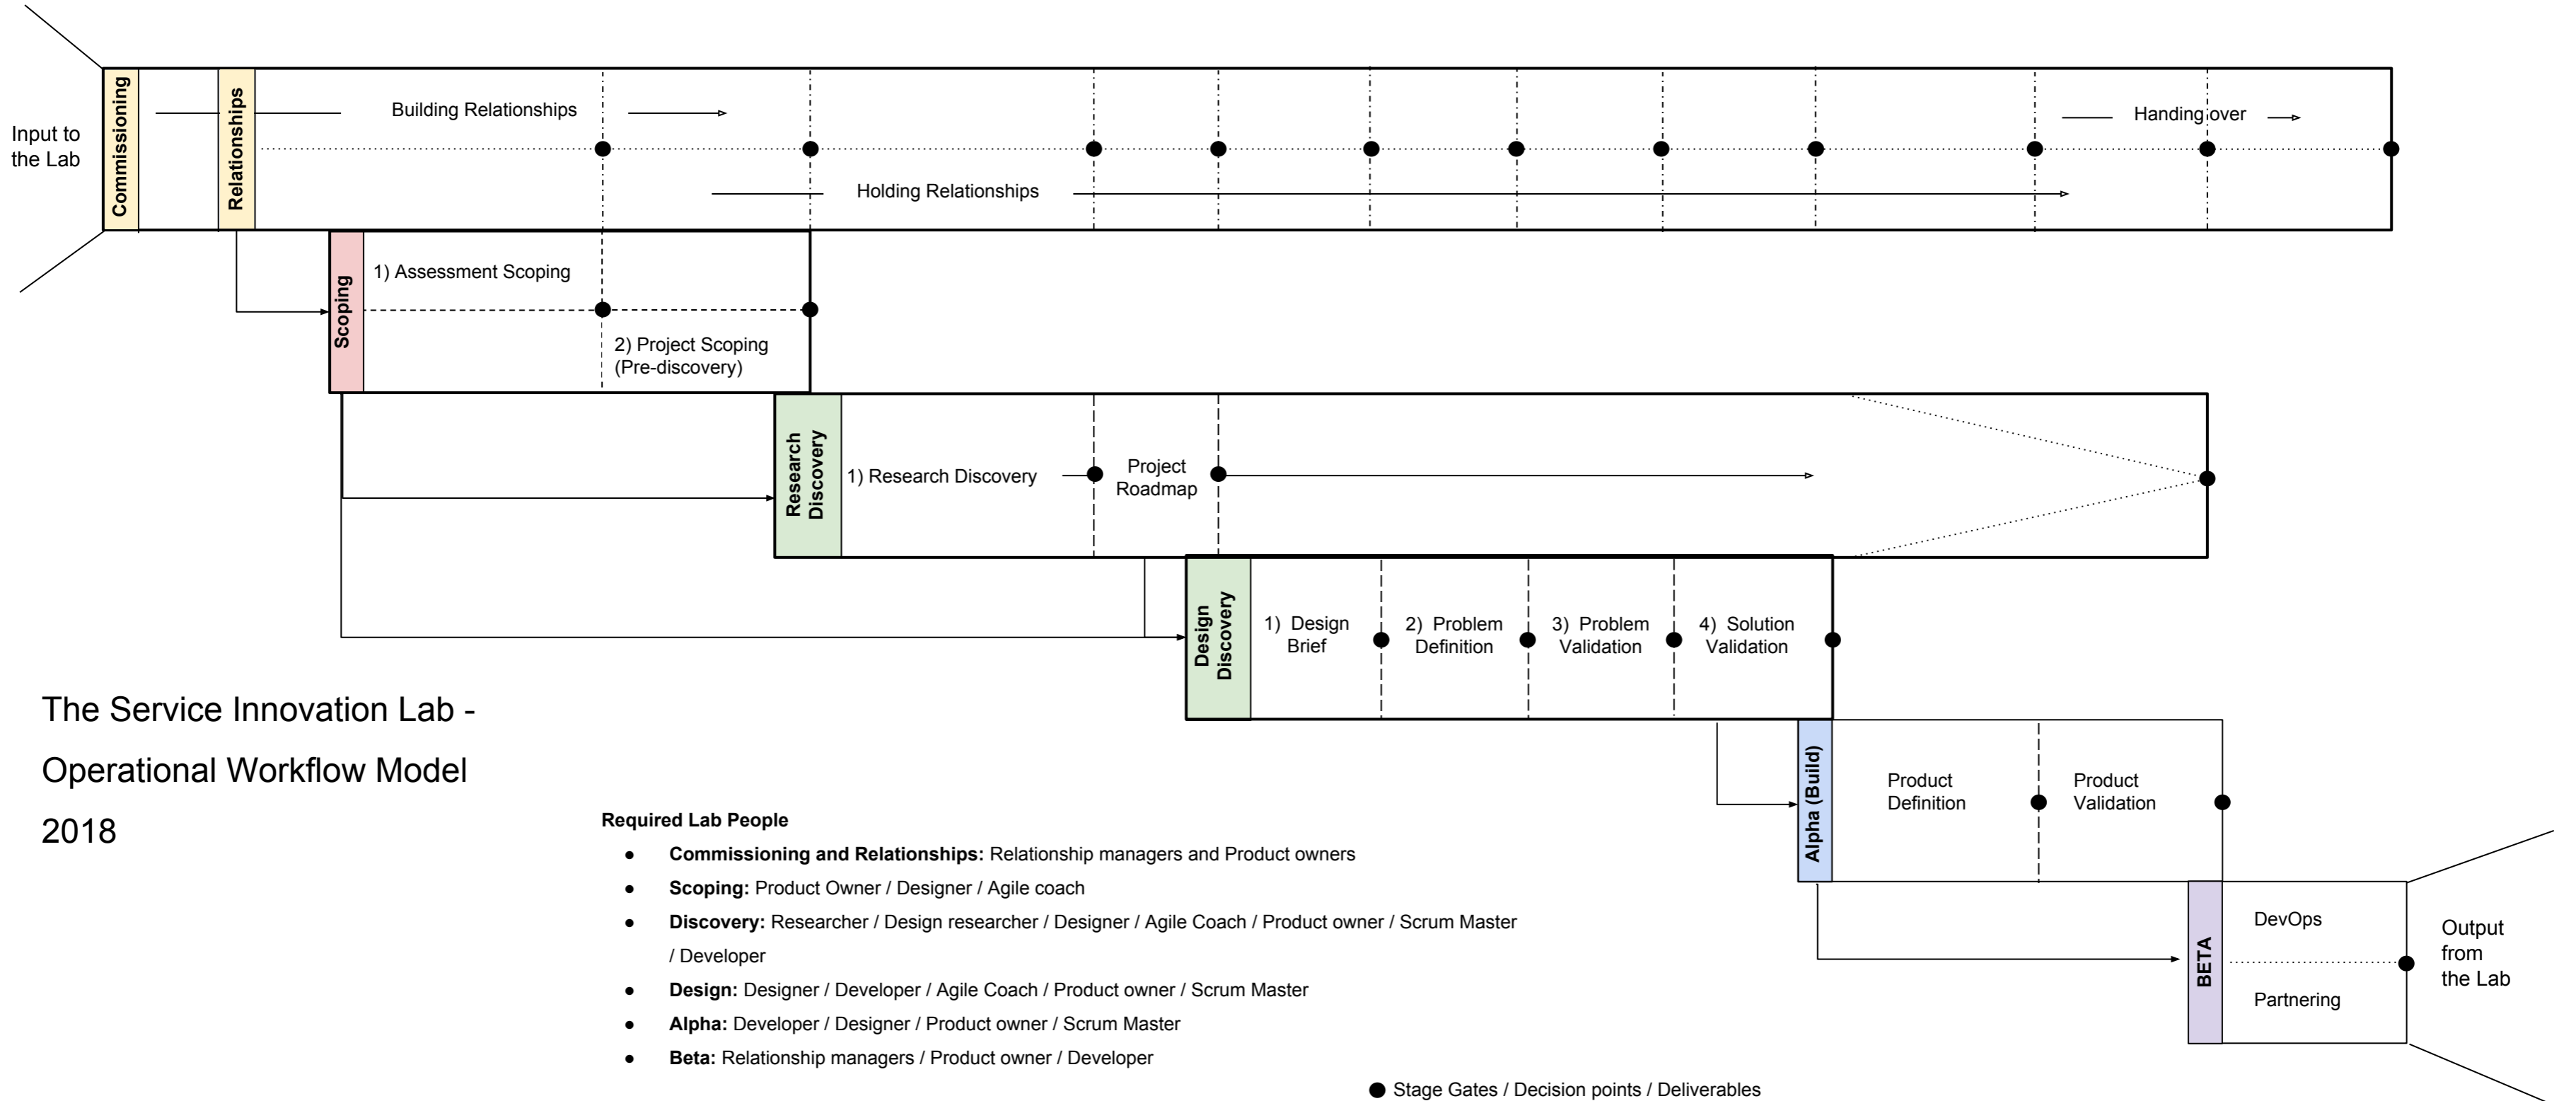 Input to
the Lab
Commissioning
Relationships
Building Relationships
Handing over
Holding Relationships
Scoping
1) Assessment Scoping
2) Project Scoping
(Pre-discovery)
Research
Discovery
1) Research Discovery
Project
Roadmap
Design
Discovery
1) Design
Brief
2) Problem
Definition
3) Problem
Validation
4) Solution
Validation
The Service Innovation Lab -
Operational Workflow Model
2018
Alpha (Build)
Product
Definition
Product
Validation
BETA
DevOps
Partnering
Output
from
the Lab
Required Lab People
● Commissioning and Relationships: Relationship managers and Product owners
● Scoping: Product Owner / Designer / Agile coach
● Discovery: Researcher / Design researcher / Designer / Agile Coach / Product owner / Scrum Master
/ Developer
● Design: Designer / Developer / Agile Coach / Product owner / Scrum Master
● Alpha: Developer / Designer / Product owner / Scrum Master
● Beta: Relationship managers / Product owner / Developer
Stage Gates / Decision points / Deliverables